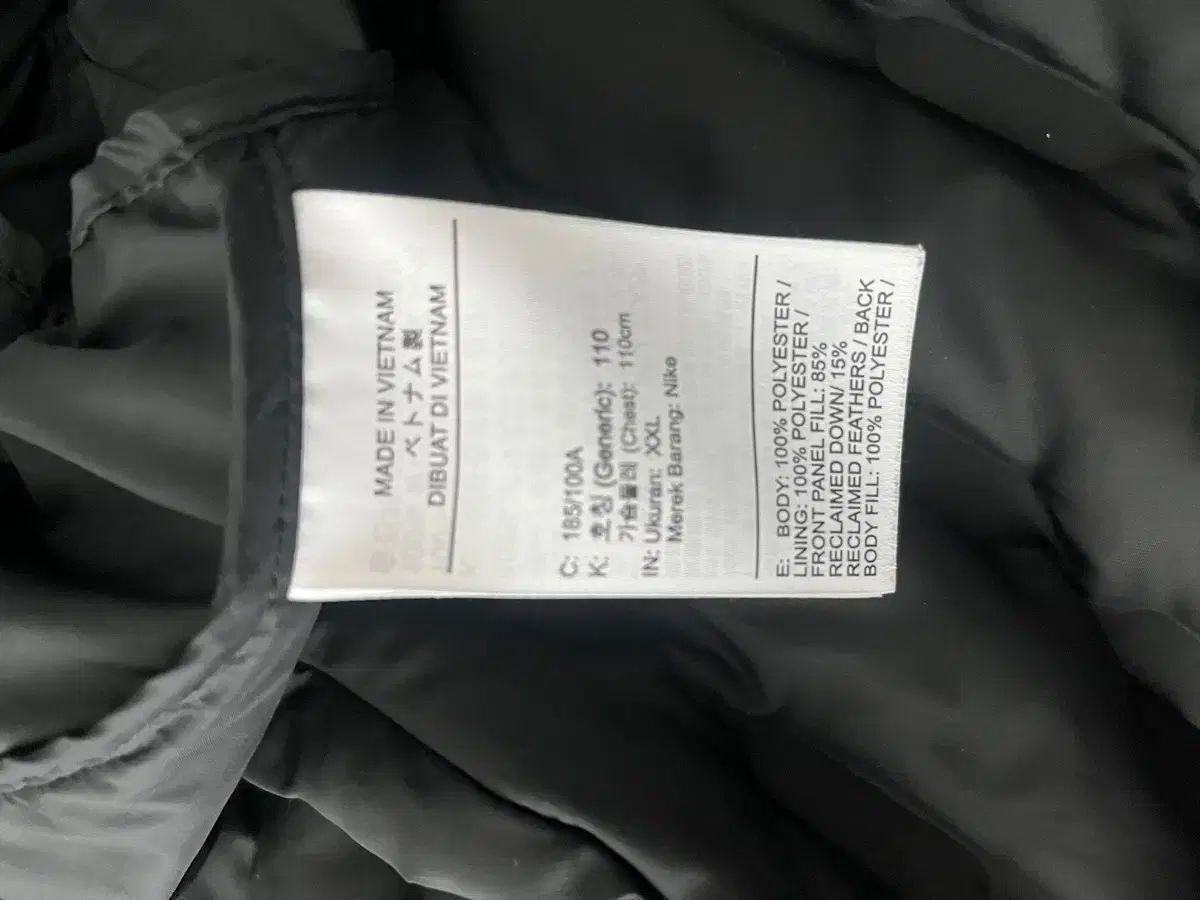 MADE IN VIETNAM
ベトナム製
DIBUAT DI VIETNAM
C: 185/100A
K: 호칭 (Generic): 110
가슴둘레 (Chest): 110cm
IN: Ukuran: XXL
Merek Barang: Nike
E: BODY: 100% POLYESTER /
LINING: 100% POLYESTER /
FRONT PANEL FILL: 85%
RECLAIMED DOWN/ 15%
RECLAIMED FEATHERS / BACK
BODY FILL: 100% POLYESTER /